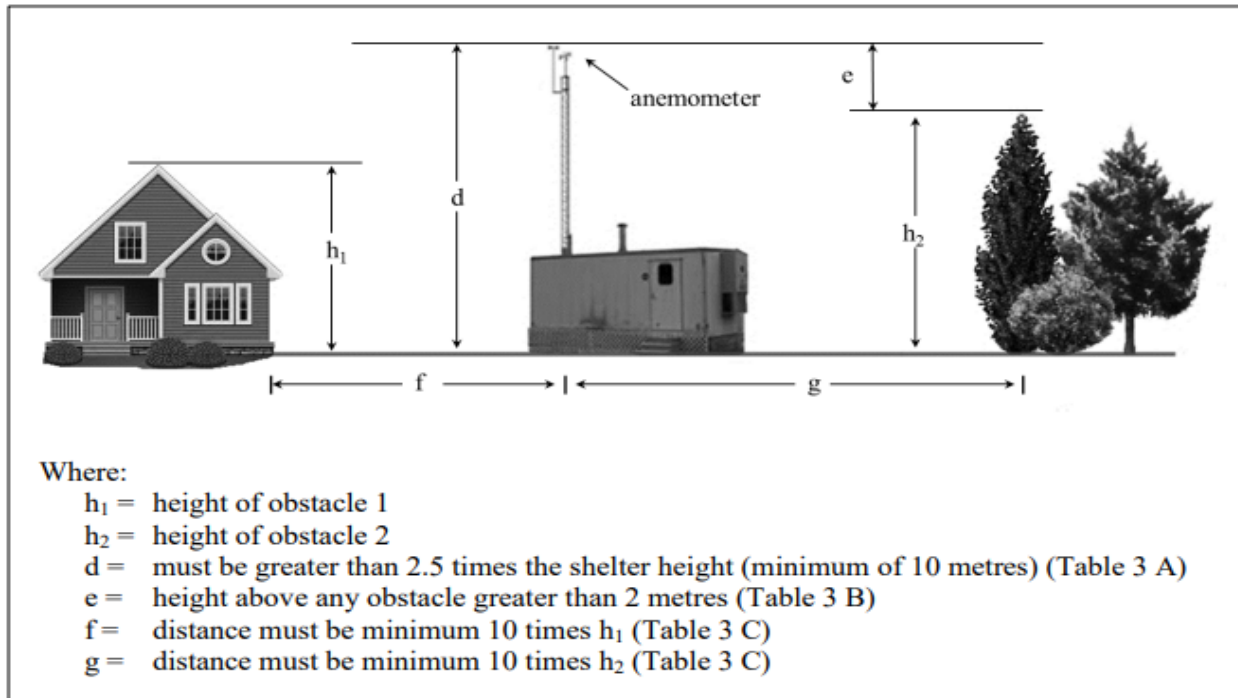 e
anemometer
d
h₁
h₂
f
g
Where:
h₁ = height of obstacle 1
h₂ = height of obstacle 2
d = must be greater than 2.5 times the shelter height (minimum of 10 metres) (Table 3 A)
e = height above any obstacle greater than 2 metres (Table 3 B)
f = distance must be minimum 10 times h₁ (Table 3 C)
g = distance must be minimum 10 times h₂ (Table 3 C)